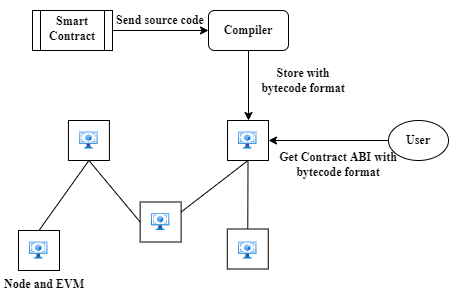 Smart
Contract
Send source code
Compiler
Store with
bytecode format
User
Get Contract ABI with
bytecode format
Node and EVM